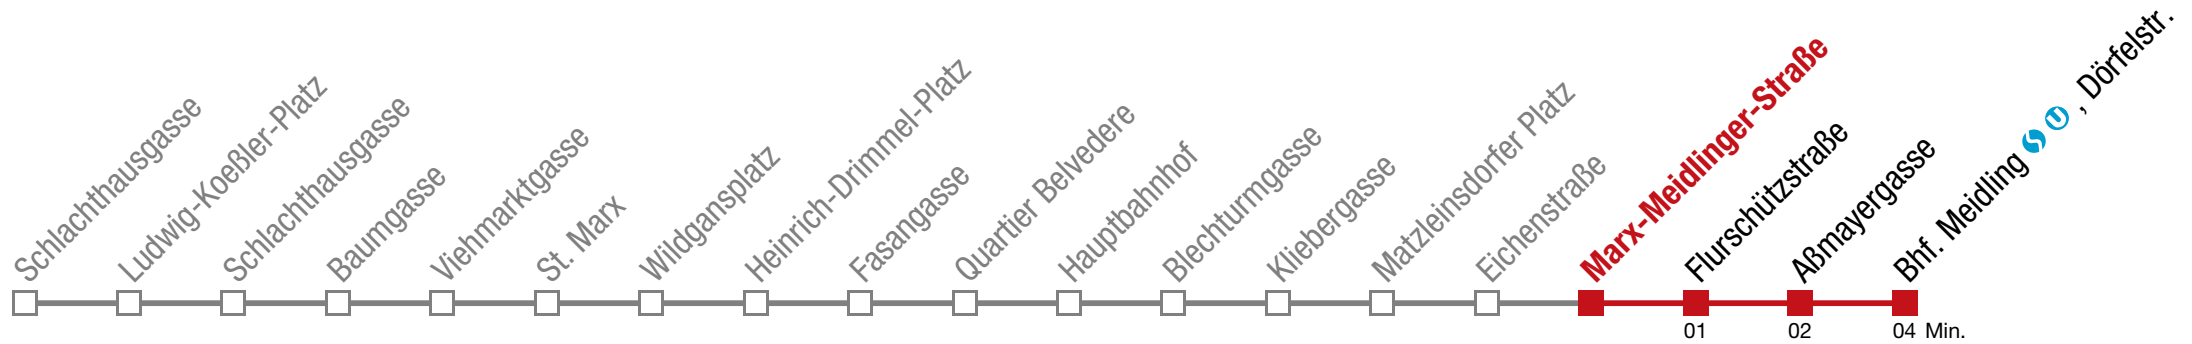 Schlachthausgasse
Ludwig-Koeßler-Platz
Schlachthausgasse
Baumgasse
Viehmarktgasse
St. Marx
Wildgansplatz
Heinrich-Drimmel-Platz
Fasangasse
Quartier Belvedere
Hauptbahnhof
Blechturmgasse
Kliebergasse
Matzleinsdorfer Platz
Eichenstraße
Marx-Meidlinger-Straße
Flurschützstraße
Aßmayergasse
Bhf. Meidling S U , Dörfelstr.
01 02 04 Min.